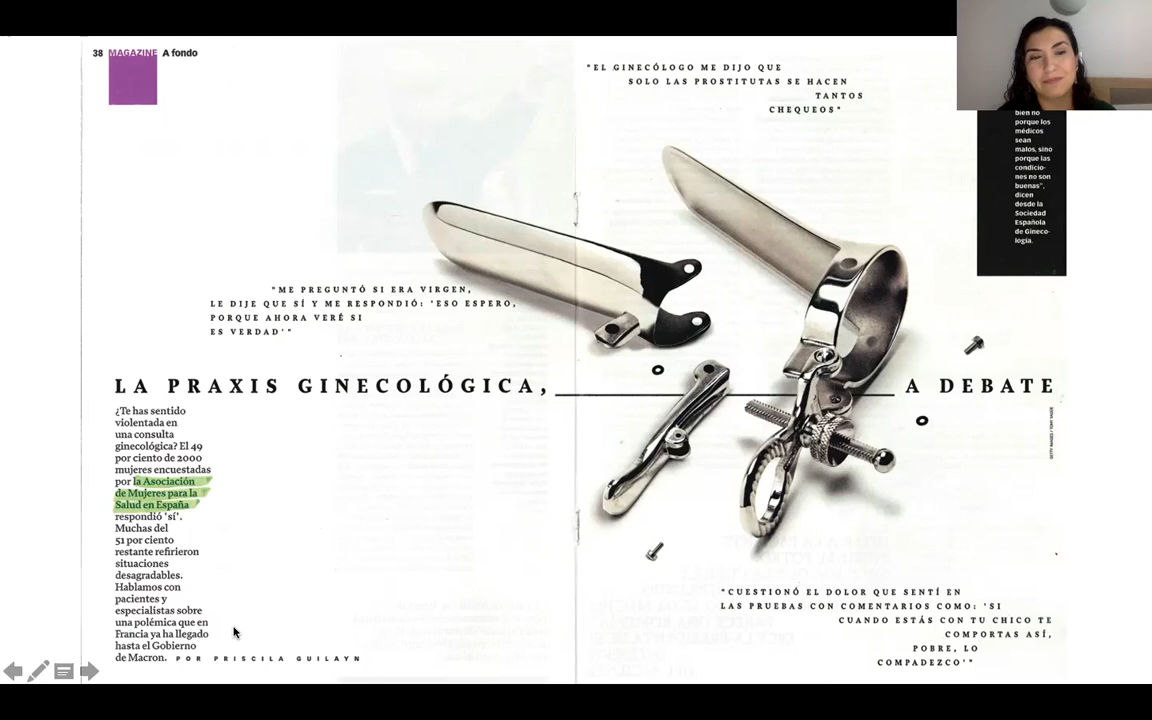 38 MAGAZINE A fondo
"EL GINECÓLOGO ME DIJO QUE
SOLO LAS PROSTITUTAS SE HACEN
TANTOS
CHEQUEOS"
bien no
porque los
médicos
sean
malos, sino
porque las
condicio-
nes no son
buenas",
dicen
desde la
Sociedad
Española
de Gineco-
logía.
"ME PREGUNTÓ SI ERA VIRGEN,
LE DIJE QUE SÍ Y ME RESPONDIÓ: 'ESO ESPERO,
PORQUE AHORA VERÉ SI
ES VERDAD'"
LA PRAXIS GINECOLÓGICA, A DEBATE
¿Te has sentido
violentada en
una consulta
ginecológica? El 49
por ciento de 2000
mujeres encuestadas
por la Asociación
de Mujeres para la
Salud en España
respondió 'sí'.
Muchas del
51 por ciento
restante refirieron
situaciones
desagradables.
Hablamos con
pacientes y
especialistas sobre
una polémica que en
Francia ya ha llegado
hasta el Gobierno
de Macron. POR PRISCILA GUILAYN
"CUESTIONÓ EL DOLOR QUE SENTÍ EN
LAS PRUEBAS CON COMENTARIOS COMO: 'SI
CUANDO ESTÁS CON TU CHICO TE
COMPORTAS ASÍ,
POBRE, LO
COMPADEZCO'"